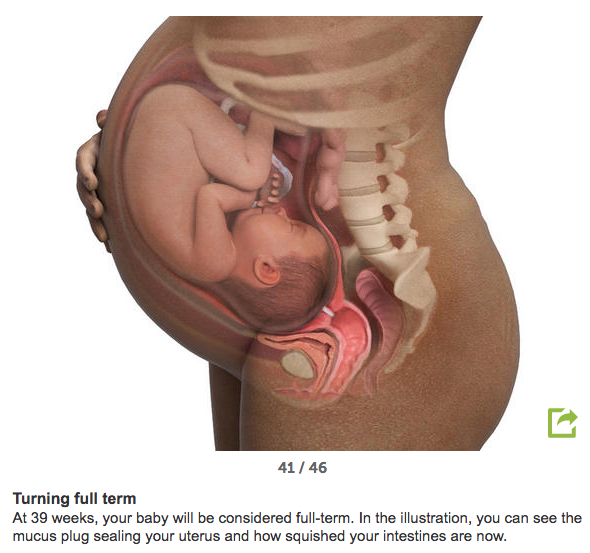 41 / 46
Turning full term
At 39 weeks, your baby will be considered full-term. In the illustration, you can see the
mucus plug sealing your uterus and how squished your intestines are now.